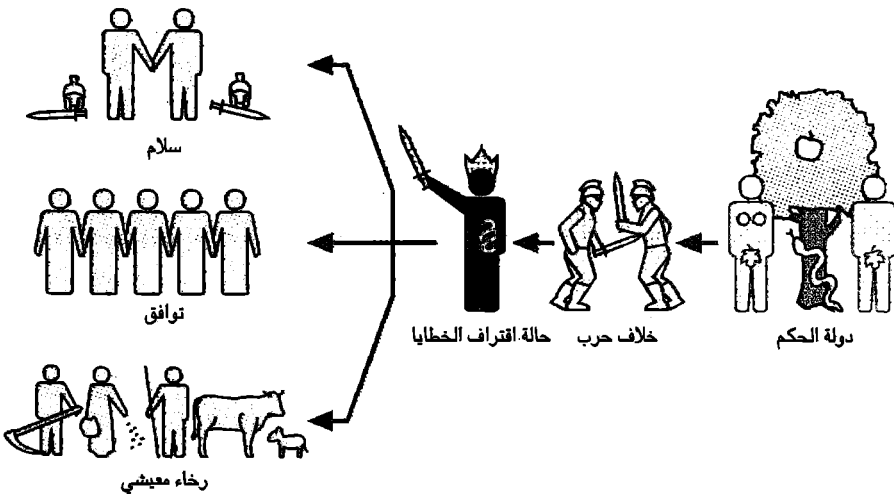 دولة الحكم
خلاف حرب
حالة اقتراف الخطايا
سلام
توافق
رخاء معيشي